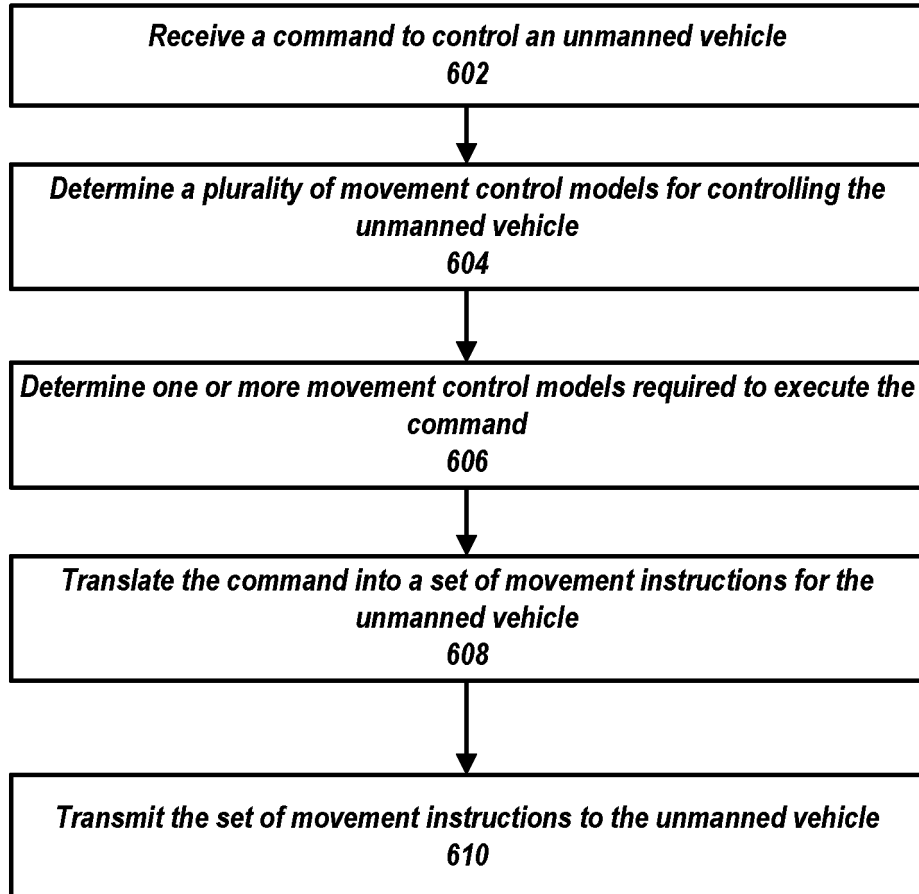 Receive a command to control an unmanned vehicle
602
Determine a plurality of movement control models for controlling the
unmanned vehicle
604
Determine one or more movement control models required to execute the
command
606
Translate the command into a set of movement instructions for the
unmanned vehicle
608
Transmit the set of movement instructions to the unmanned vehicle
610